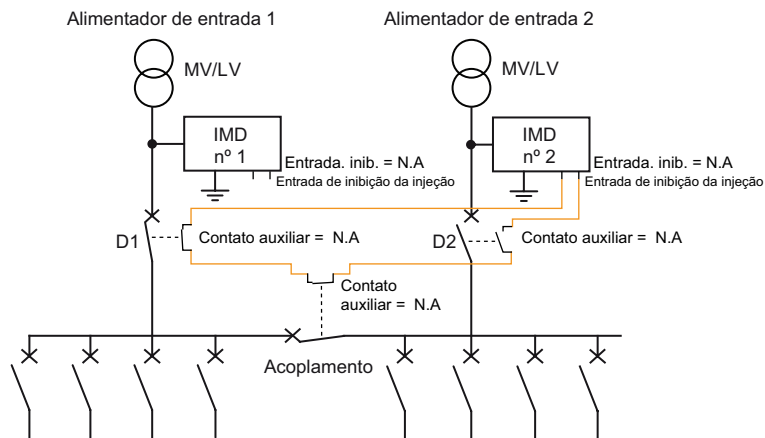 Alimentador de entrada 1
Alimentador de entrada 2
MV/LV
MV/LV
IMD
nº 1
Entrada. inib. = N.A
Entrada de inibição da injeção
IMD
nº 2
Entrada. inib. = N.A
Entrada de inibição da injeção
D1
Contato auxiliar = N.A
D2
Contato auxiliar = N.A
Contato
auxiliar = N.A
Acoplamento